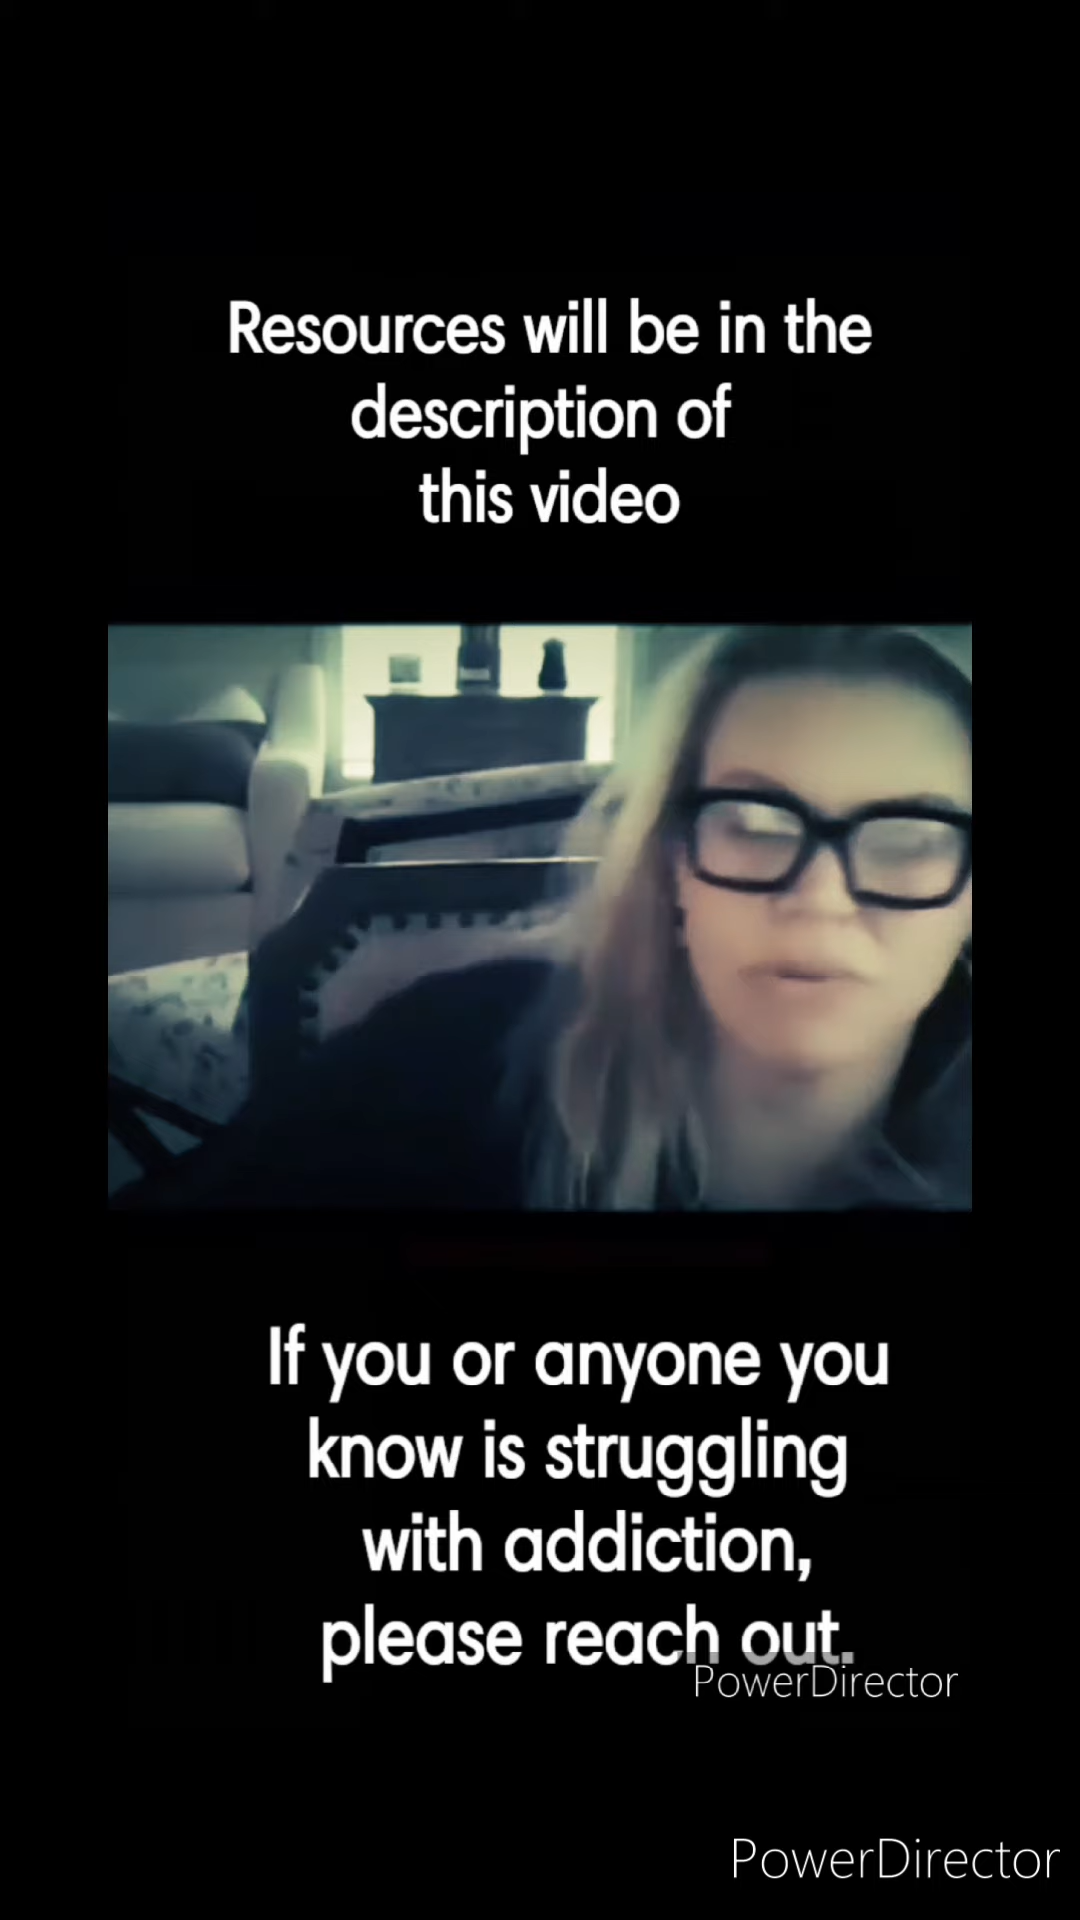 Resources will be in the
description of
this video
If you or anyone you
know is struggling
with addiction,
please reach out.
PowerDirector
PowerDirector